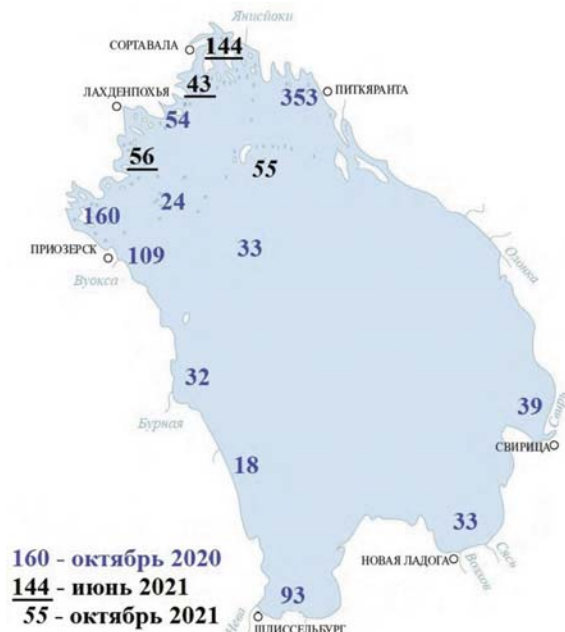 Янисйоки
СОРТАВАЛА
144
43
353
ПИТКЯРАНТА
ЛАХДЕНПОХЬЯ
54
56
55
24
160
33
ПРИОЗЕРСК
109
Вуокса
Олонка
32
39
Бурная
Свирь
СВИРИЦА
18
33
НОВАЯ ЛАДОГА
Волхов
Сясь
93
Нева
ШЛИССЕЛЬБУРГ
160 - октябрь 2020
144 - июнь 2021
55 - октябрь 2021